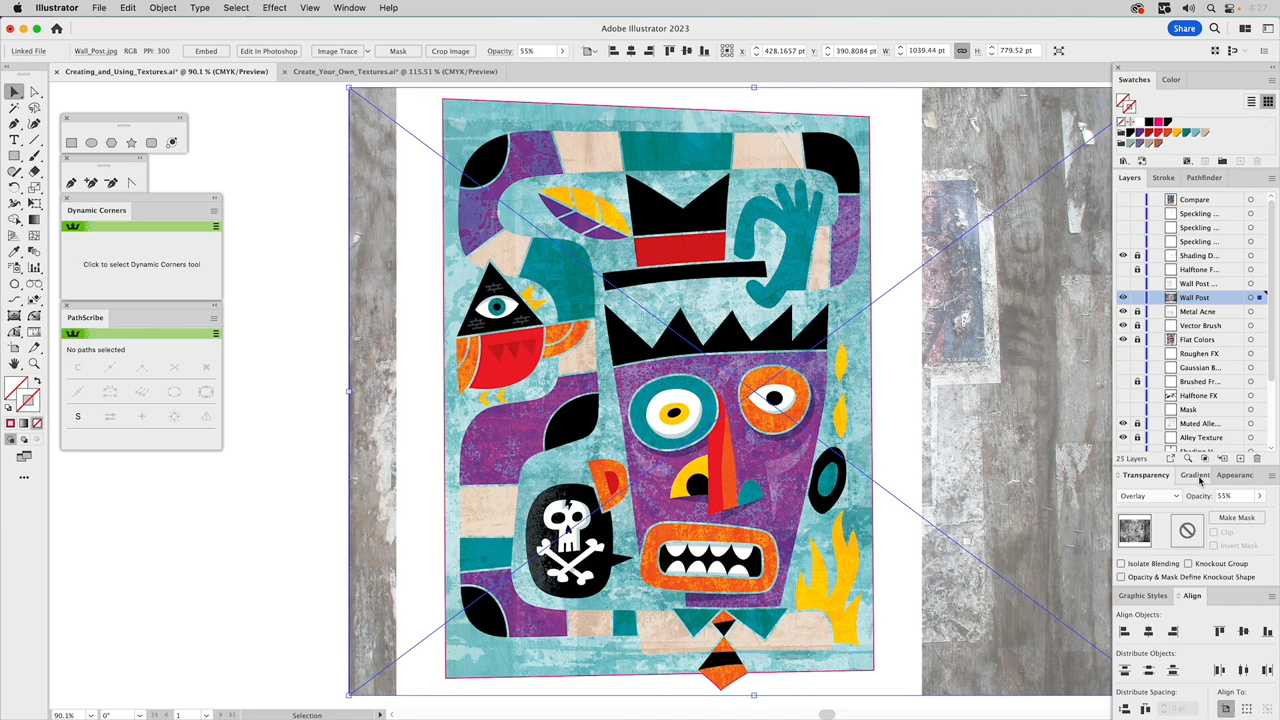 Illustrator File Edit Object Type Select Effect View Window Help 4:27
Adobe Illustrator 2023 Share
Linked File Wall_Post.jpg RGB PPI: 300 Embed Edit In Photoshop Image Trace Mask Crop Image Opacity: 55% X: 428.1657 pt Y: 390.8084 pt W: 1039.44 pt H: 779.52 pt
Creating_and_Using_Textures.ai* @ 90.1 % (CMYK/Preview) Create_Your_Own_Textures.ai* @ 115.51 % (CMYK/Preview)
Dynamic Corners
Click to select Dynamic Corners tool
PathScribe
No paths selected
Swatches Color
Layers Stroke Pathfinder
Compare
Speckling ...
Speckling ...
Speckling ...
Shading D...
Halftone F...
Wall Post ...
Wall Post
Metal Acne
Vector Brush
Flat Colors
Roughen FX
Gaussian B...
Brushed Fr...
Halftone FX
Mask
Muted Alle...
Alley Texture
25 Layers
Transparency Gradient Appearanc
Overlay Opacity: 55%
Make Mask
Clip
Invert Mask
Isolate Blending Knockout Group
Opacity & Mask Define Knockout Shape
Graphic Styles Align
Align Objects:
Distribute Objects:
Distribute Spacing: Align To:
0 pt
90.1% 0° 1 Selection